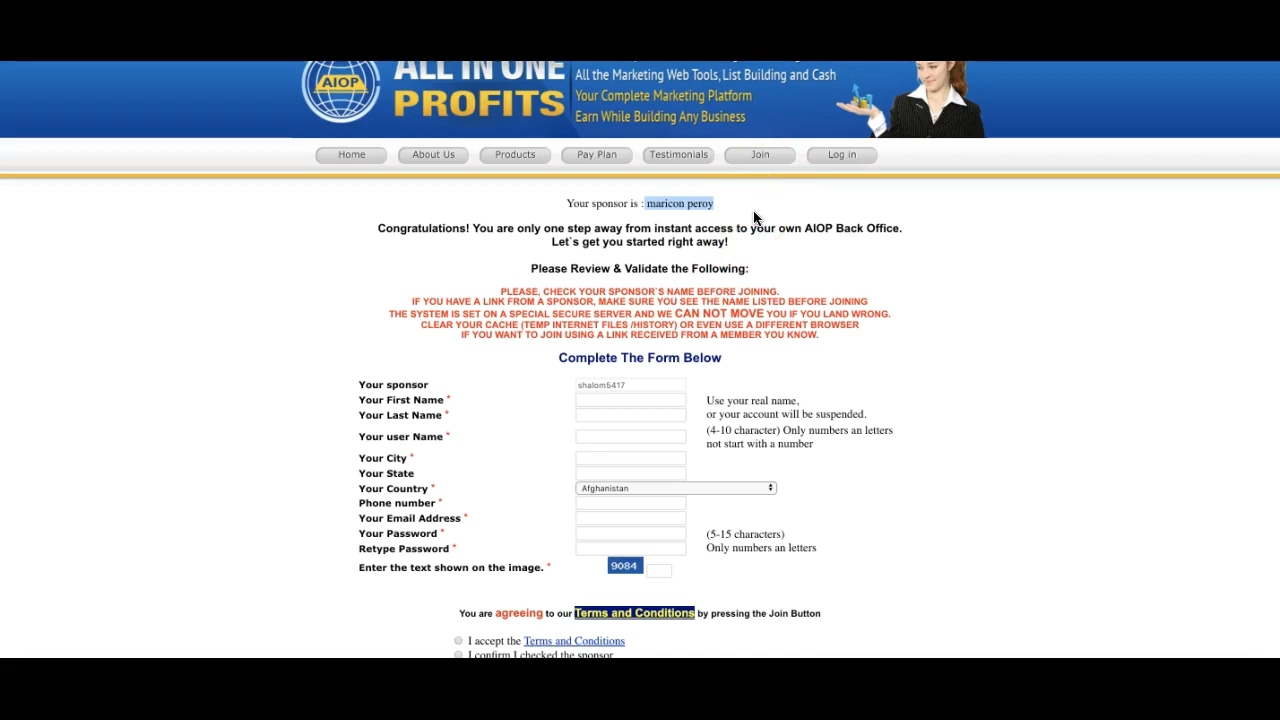 AIOP
ALL IN ONE
PROFITS
All the Marketing Web Tools, List Building and Cash
Your Complete Marketing Platform
Earn While Building Any Business
Home
About Us
Products
Pay Plan
Testimonials
Join
Log in
Your sponsor is : maricon peroy
Congratulations! You are only one step away from instant access to your own AIOP Back Office.
Let`s get you started right away!
Please Review & Validate the Following:
PLEASE, CHECK YOUR SPONSOR`S NAME BEFORE JOINING.
IF YOU HAVE A LINK FROM A SPONSOR, MAKE SURE YOU SEE THE NAME LISTED BEFORE JOINING
THE SYSTEM IS SET ON A SPECIAL SECURE SERVER AND WE CAN NOT MOVE YOU IF YOU LAND WRONG.
CLEAR YOUR CACHE (TEMP INTERNET FILES /HISTORY) OR EVEN USE A DIFFERENT BROWSER
IF YOU WANT TO JOIN USING A LINK RECEIVED FROM A MEMBER YOU KNOW.
Complete The Form Below
Your sponsor shalom5417
Your First Name * Use your real name,
Your Last Name * or your account will be suspended.
Your user Name * (4-10 character) Only numbers an letters
not start with a number
Your City *
Your State
Your Country * Afghanistan
Phone number *
Your Email Address *
Your Password * (5-15 characters)
Retype Password * Only numbers an letters
Enter the text shown on the image. * 9084
You are agreeing to our Terms and Conditions by pressing the Join Button
I accept the Terms and Conditions
I confirm I checked the sponsor